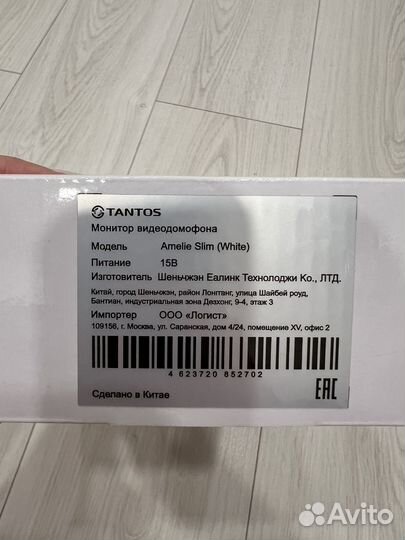 TANTOS
Монитор видеодомофона
Модель Amelie Slim (White)
Питание 15В
Изготовитель Шеньчжэн Еалинк Технолоджи Ко., ЛТД.
Китай, город Шеньчжэн, район Лонгганг, улица Шайбей роуд,
Бантиан, индустриальная зона Дезхонг, 9-4, этаж 3
Импортер ООО «Логист»
109156, г. Москва, ул. Саранская, дом 4/24, помещение XV, офис 2
4 623720 852702
Сделано в Китае
EAC
Avito